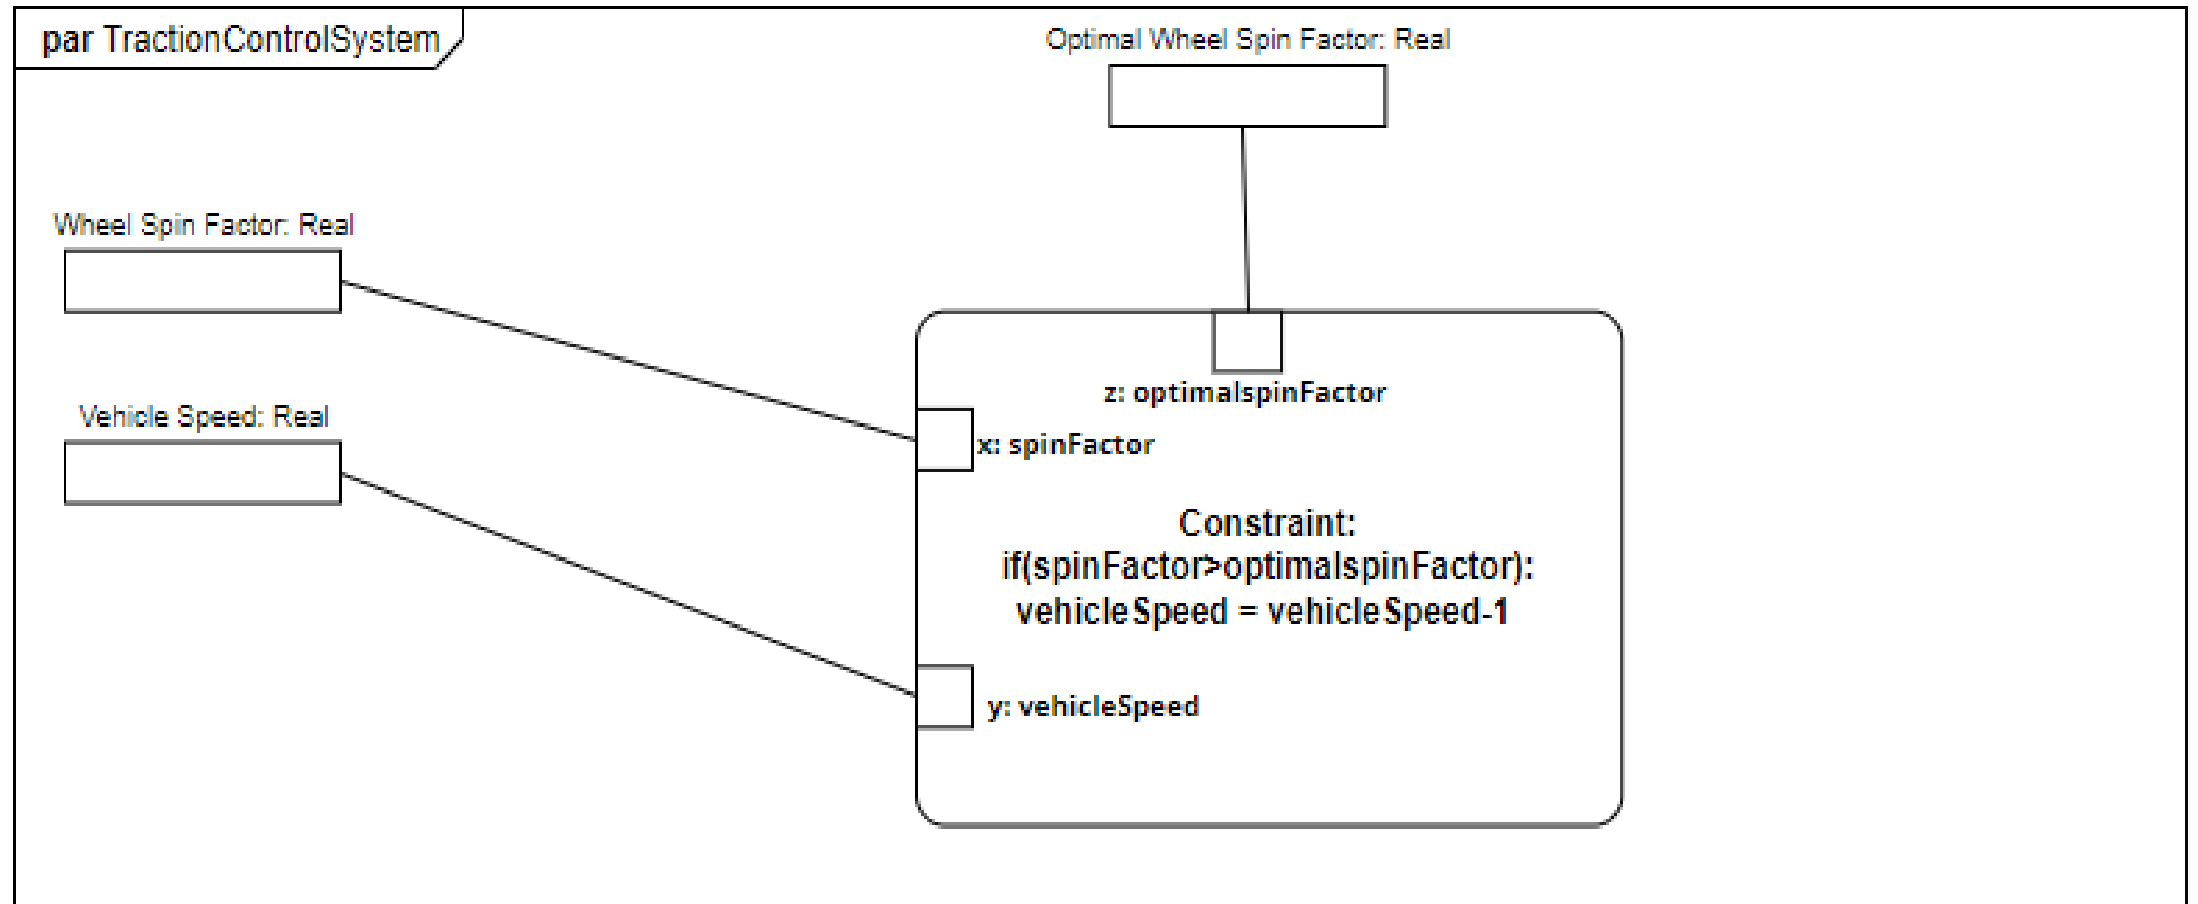 par TractionControlSystem
Optimal Wheel Spin Factor: Real
Wheel Spin Factor: Real
Vehicle Speed: Real
z: optimalspinFactor
x: spinFactor
Constraint:
if(spinFactor>optimalspinFactor):
vehicleSpeed = vehicleSpeed-1
y: vehicleSpeed